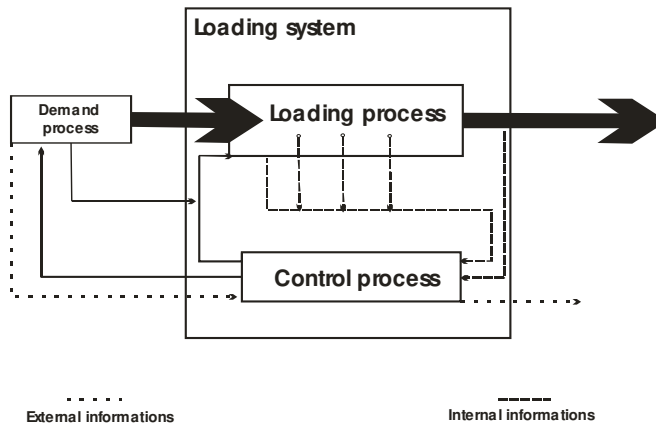 Loading system
Demand
process
Loading process
Control process
External informations
Internal informations